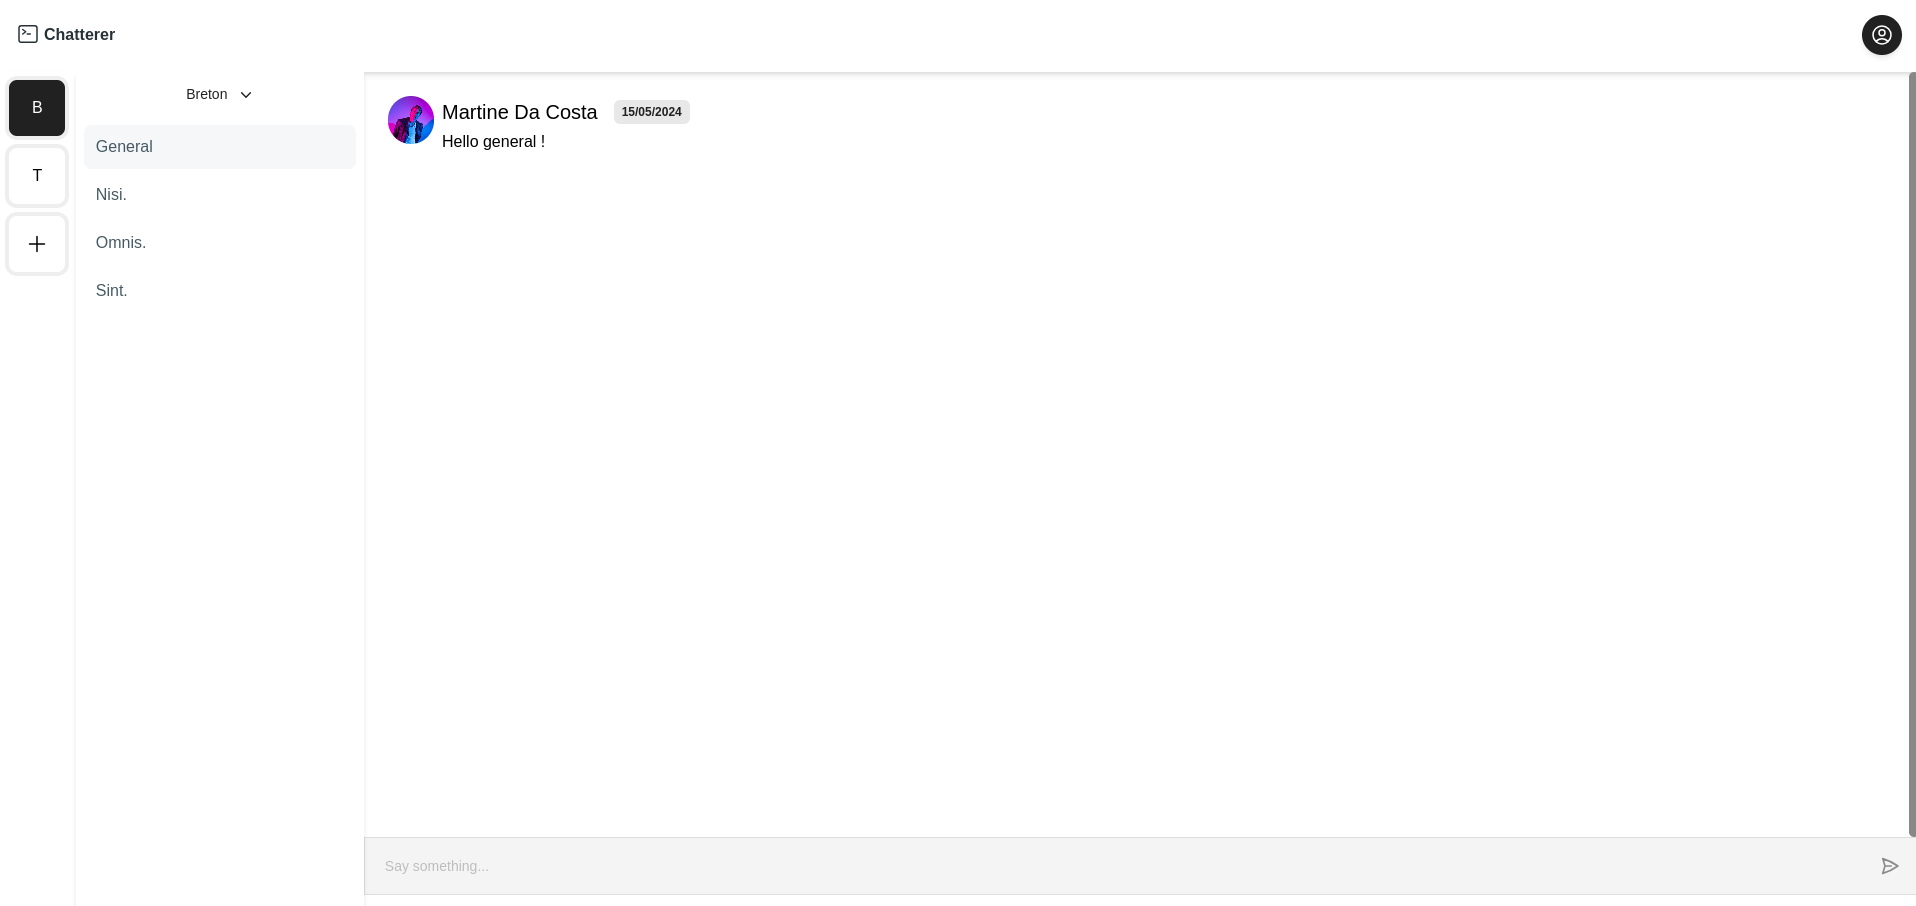 Chatterer
B
T
Breton
General
Nisi.
Omnis.
Sint.
Martine Da Costa 15/05/2024
Hello general !
Say something...